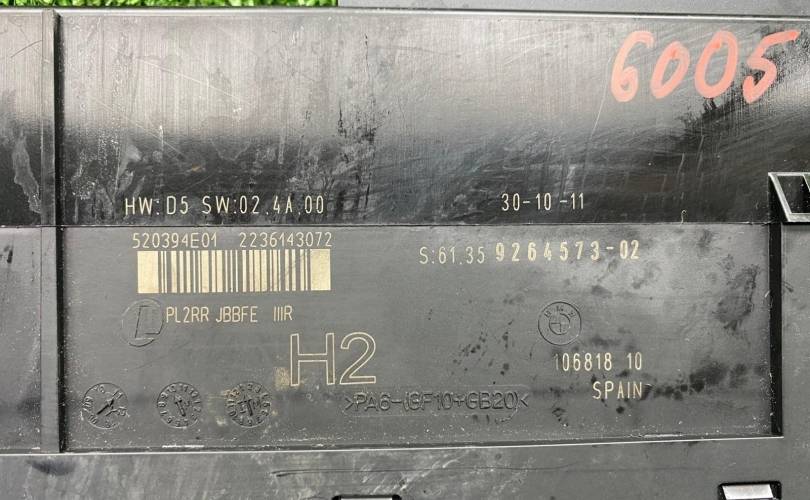 6005
HW:D5 SW:02.4A.00 30-10-11
520394E01 2236143072
S:61.35 9264573-02
PL2RR JBBFE IIIR
BMW
H2
106818 10
SPAIN
>PA6-(GF10+GB20)<